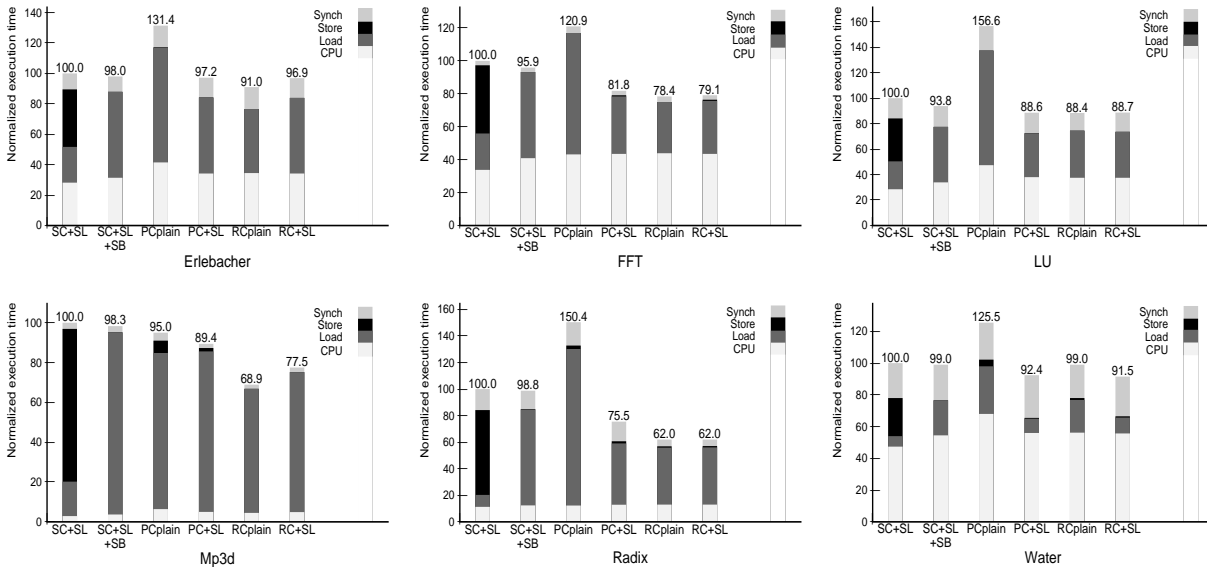 Normalized execution time
140
120
100
80
60
40
20
0
100.0
98.0
131.4
97.2
91.0
96.9
Synch
Store
Load
CPU
SC+SL
SC+SL
+SB
PCplain
PC+SL
RCplain
RC+SL
Erlebacher
Normalized execution time
120
100
80
60
40
20
0
100.0
95.9
120.9
81.8
78.4
79.1
Synch
Store
Load
CPU
SC+SL
SC+SL
+SB
PCplain
PC+SL
RCplain
RC+SL
FFT
Normalized execution time
160
140
120
100
80
60
40
20
0
100.0
93.8
156.6
88.6
88.4
88.7
Synch
Store
Load
CPU
SC+SL
SC+SL
+SB
PCplain
PC+SL
RCplain
RC+SL
LU
Normalized execution time
100
80
60
40
20
0
100.0
98.3
95.0
89.4
68.9
77.5
Synch
Store
Load
CPU
SC+SL
SC+SL
+SB
PCplain
PC+SL
RCplain
RC+SL
Mp3d
Normalized execution time
160
140
120
100
80
60
40
20
0
100.0
98.8
150.4
75.5
62.0
62.0
Synch
Store
Load
CPU
SC+SL
SC+SL
+SB
PCplain
PC+SL
RCplain
RC+SL
Radix
Normalized execution time
120
100
80
60
40
20
0
100.0
99.0
125.5
92.4
99.0
91.5
Synch
Store
Load
CPU
SC+SL
SC+SL
+SB
PCplain
PC+SL
RCplain
RC+SL
Water